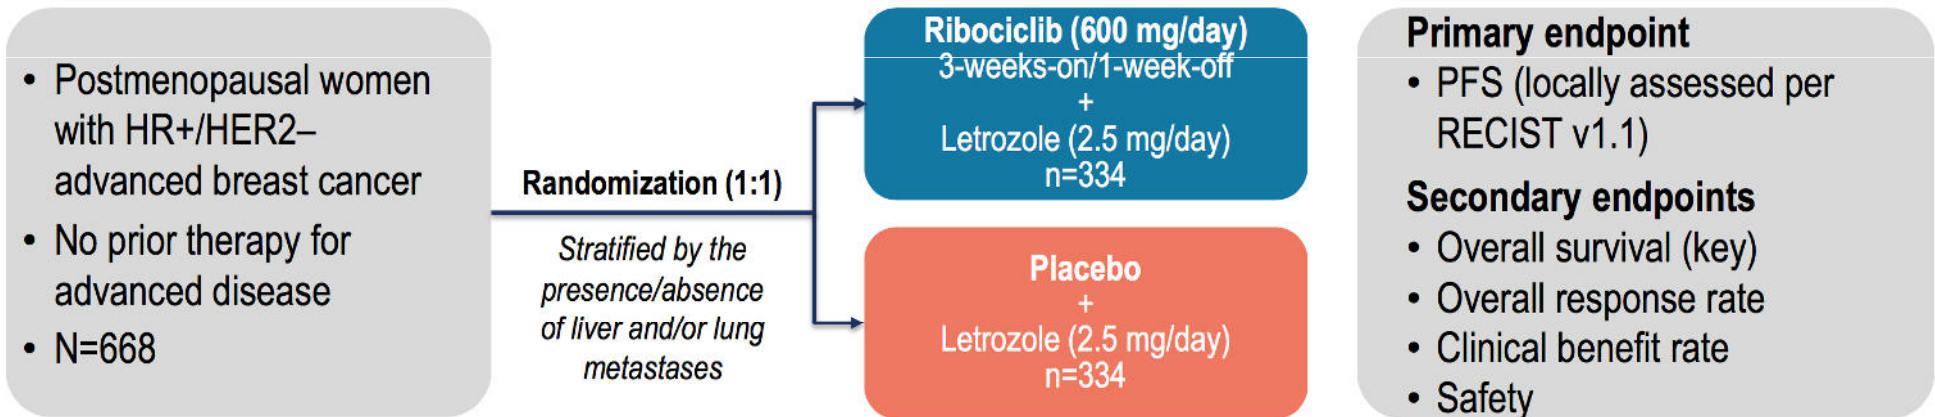 • Postmenopausal women
with HR+/HER2–
advanced breast cancer
• No prior therapy for
advanced disease
• N=668
Randomization (1:1)
Stratified by the
presence/absence
of liver and/or lung
metastases
Ribociclib (600 mg/day)
3-weeks-on/1-week-off
+
Letrozole (2.5 mg/day)
n=334
Placebo
+
Letrozole (2.5 mg/day)
n=334
Primary endpoint
• PFS (locally assessed per
RECIST v1.1)
Secondary endpoints
• Overall survival (key)
• Overall response rate
• Clinical benefit rate
• Safety